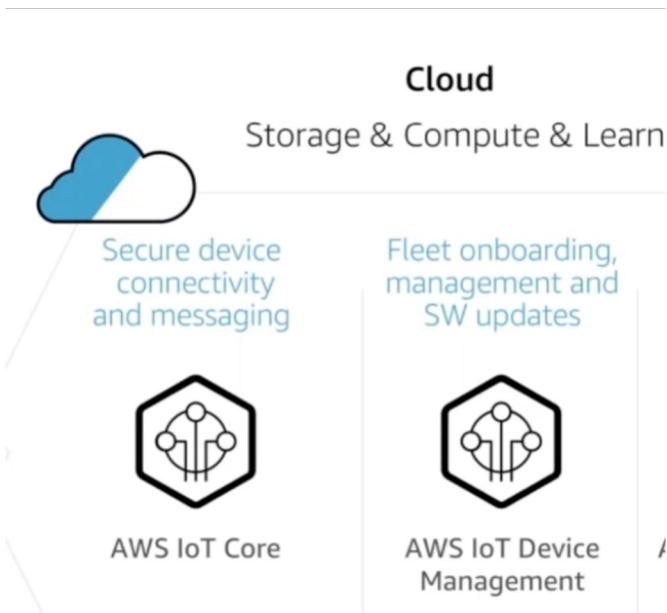 Cloud
Storage & Compute & Learn
Secure device
connectivity
and messaging
Fleet onboarding,
management and
SW updates
AWS IoT Core
AWS IoT Device
Management